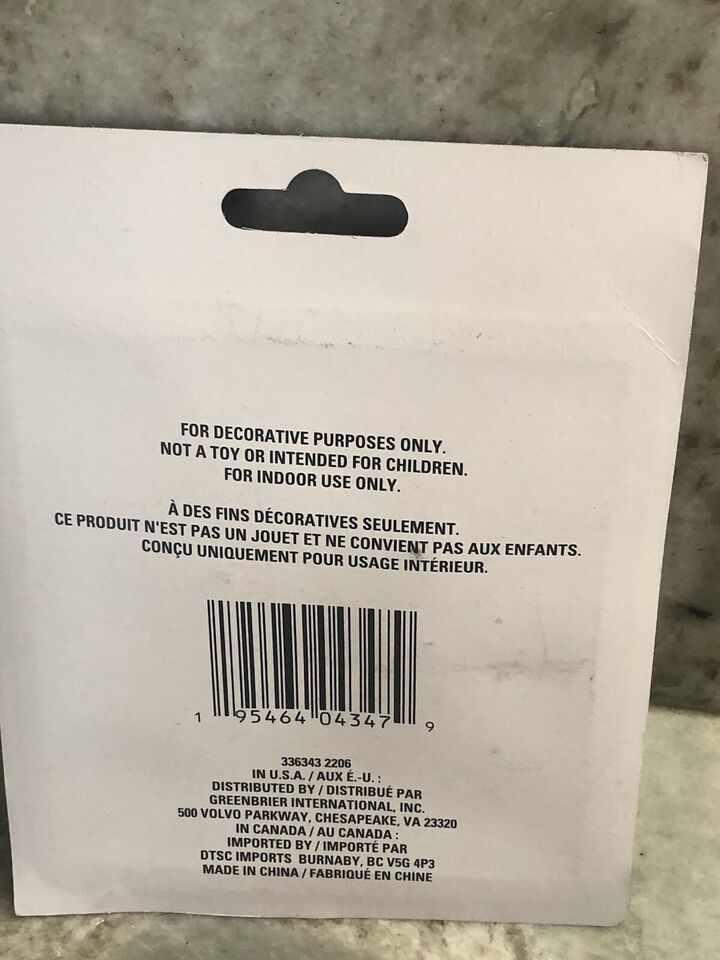 FOR DECORATIVE PURPOSES ONLY.
NOT A TOY OR INTENDED FOR CHILDREN.
FOR INDOOR USE ONLY.
À DES FINS DÉCORATIVES SEULEMENT.
CE PRODUIT N'EST PAS UN JOUET ET NE CONVIENT PAS AUX ENFANTS.
CONÇU UNIQUEMENT POUR USAGE INTÉRIEUR.
1 95464 04347 9
336343 2206
IN U.S.A. / AUX É.-U. :
DISTRIBUTED BY / DISTRIBUÉ PAR
GREENBRIER INTERNATIONAL, INC.
500 VOLVO PARKWAY, CHESAPEAKE, VA 23320
IN CANADA / AU CANADA :
IMPORTED BY / IMPORTÉ PAR
DTSC IMPORTS BURNABY, BC V5G 4P3
MADE IN CHINA / FABRIQUÉ EN CHINE